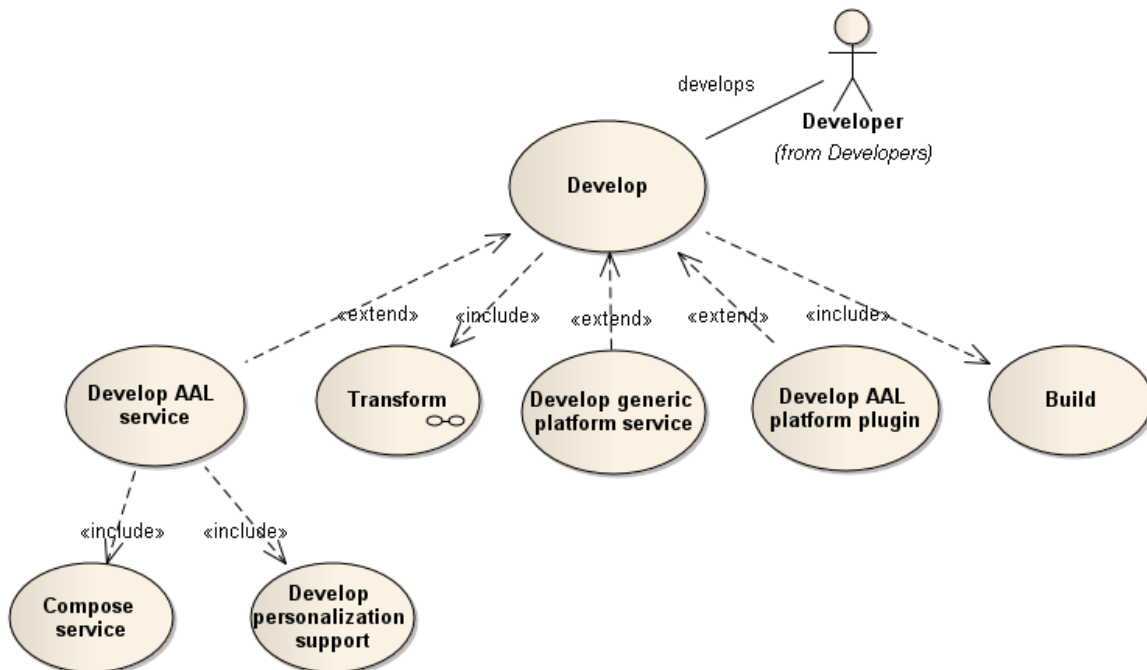 develops
Developer
(from Developers)
Develop
«extend»
«include»
«extend»
«extend»
«include»
Develop AAL
service
Transform
Develop generic
platform service
Develop AAL
platform plugin
Build
«include»
«include»
Compose
service
Develop
personalization
support